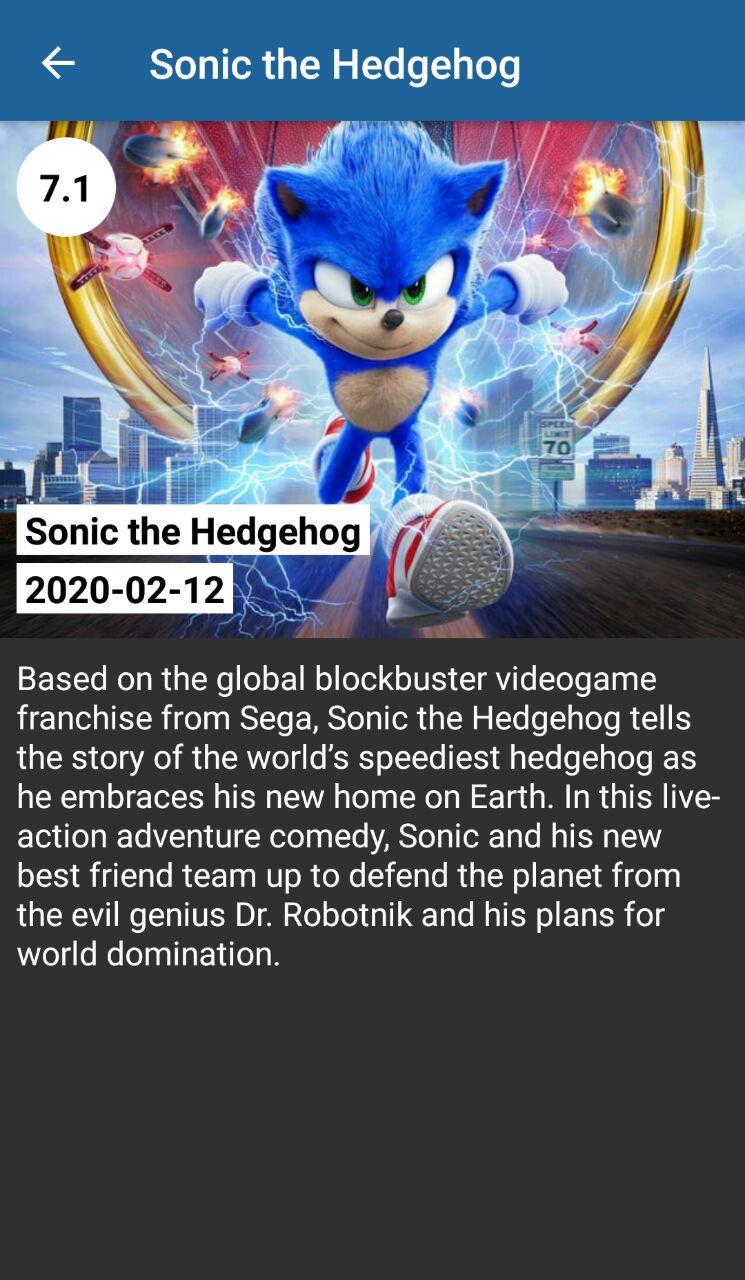 Sonic the Hedgehog
7.1
SPEED
LIMIT
70
Sonic the Hedgehog
2020-02-12
Based on the global blockbuster videogame
franchise from Sega, Sonic the Hedgehog tells
the story of the world’s speediest hedgehog as
he embraces his new home on Earth. In this live-
action adventure comedy, Sonic and his new
best friend team up to defend the planet from
the evil genius Dr. Robotnik and his plans for
world domination.